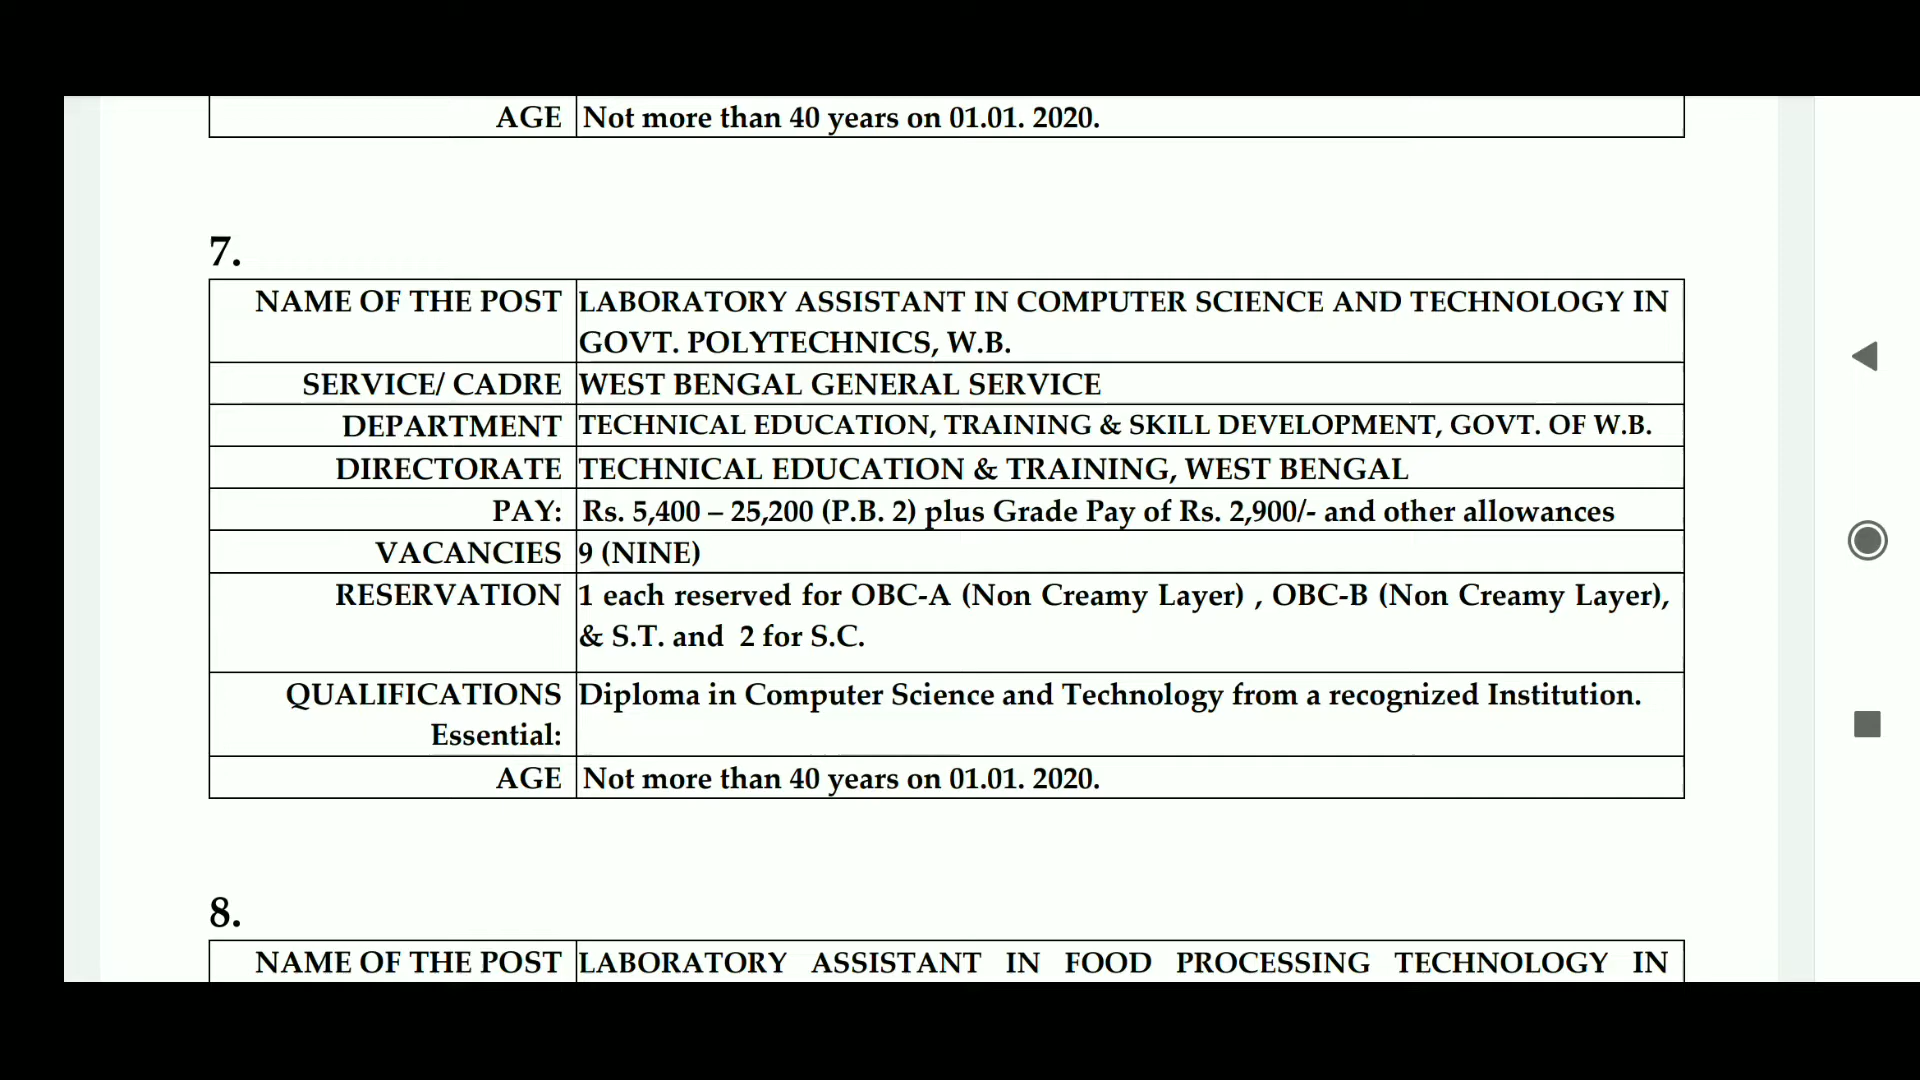 AGE Not more than 40 years on 01.01. 2020.
7.
NAME OF THE POST LABORATORY ASSISTANT IN COMPUTER SCIENCE AND TECHNOLOGY IN
GOVT. POLYTECHNICS, W.B.
SERVICE/ CADRE WEST BENGAL GENERAL SERVICE
DEPARTMENT TECHNICAL EDUCATION, TRAINING & SKILL DEVELOPMENT, GOVT. OF W.B.
DIRECTORATE TECHNICAL EDUCATION & TRAINING, WEST BENGAL
PAY: Rs. 5,400 – 25,200 (P.B. 2) plus Grade Pay of Rs. 2,900/- and other allowances
VACANCIES 9 (NINE)
RESERVATION 1 each reserved for OBC-A (Non Creamy Layer) , OBC-B (Non Creamy Layer),
& S.T. and 2 for S.C.
QUALIFICATIONS Diploma in Computer Science and Technology from a recognized Institution.
Essential:
AGE Not more than 40 years on 01.01. 2020.
8.
NAME OF THE POST LABORATORY ASSISTANT IN FOOD PROCESSING TECHNOLOGY IN